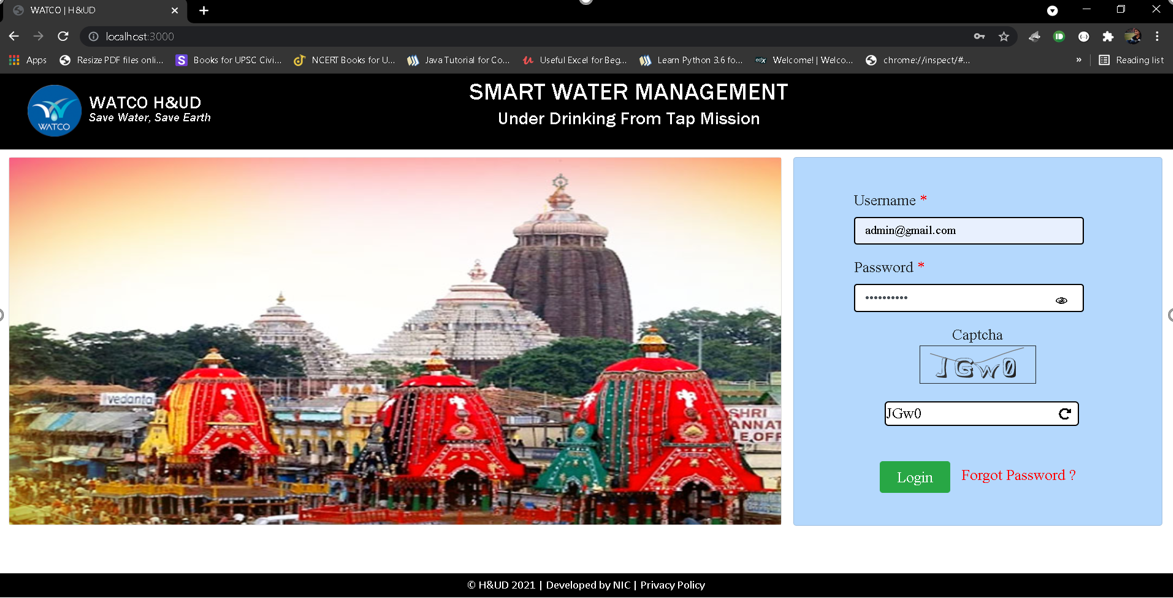 WATCO | H&UD
localhost:3000
Apps
Resize PDF files onli...
Books for UPSC Civi...
NCERT Books for U...
Java Tutorial for Co...
Useful Excel for Beg...
Learn Python 3.6 fo...
Welcome! | Welco...
chrome://inspect/#...
»
Reading list
WATCO
WATCO H&UD
Save Water, Save Earth
SMART WATER MANAGEMENT
Under Drinking From Tap Mission
vedanta
SHRI
ANNAT
E.OFF
Username *
admin@gmail.com
Password *
••••••••••
Captcha
JGw0
JGw0
Login
Forgot Password ?
© H&UD 2021 | Developed by NIC | Privacy Policy